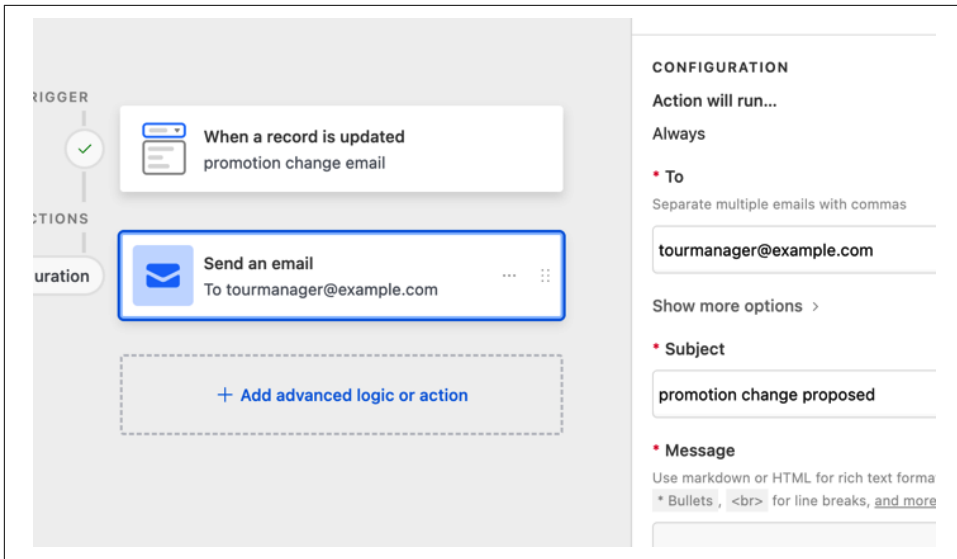 RIGGER
When a record is updated
promotion change email
CTIONS
uration
Send an email
To tourmanager@example.com
+ Add advanced logic or action
CONFIGURATION
Action will run...
Always
* To
Separate multiple emails with commas
tourmanager@example.com
Show more options >
* Subject
promotion change proposed
* Message
Use markdown or HTML for rich text forma
* Bullets , <br> for line breaks, and more